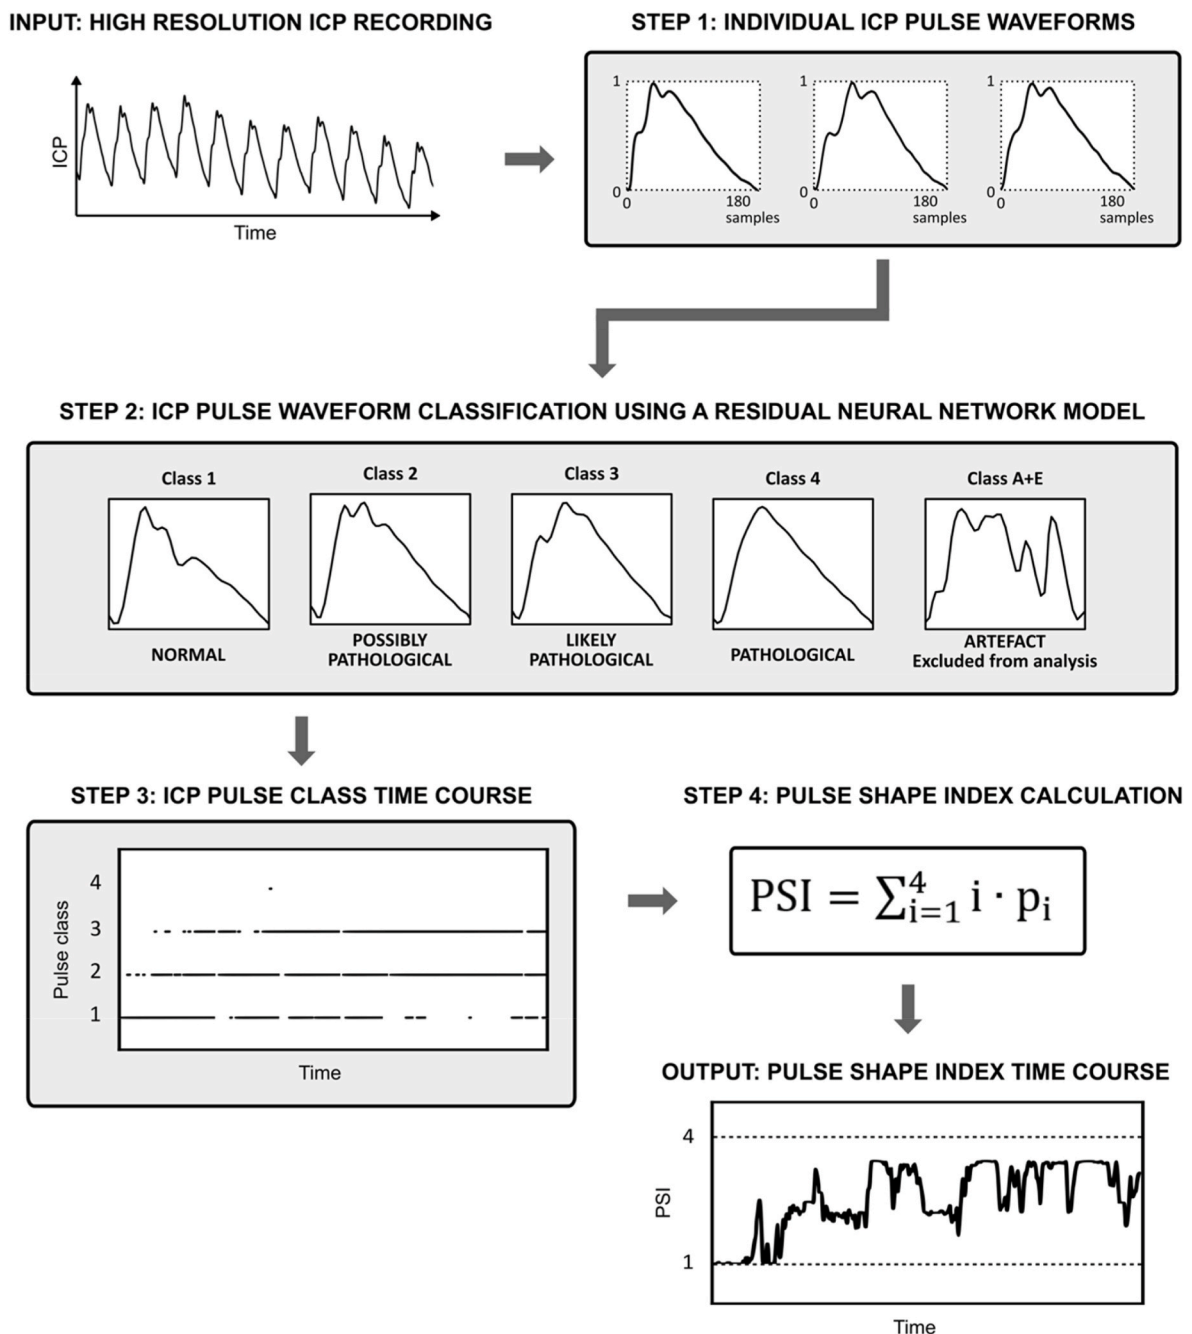 INPUT: HIGH RESOLUTION ICP RECORDING
ICP
Time
STEP 1: INDIVIDUAL ICP PULSE WAVEFORMS
1
0
0
180
samples
1
0
0
180
samples
1
0
0
180
samples
STEP 2: ICP PULSE WAVEFORM CLASSIFICATION USING A RESIDUAL NEURAL NETWORK MODEL
Class 1
NORMAL
Class 2
POSSIBLY
PATHOLOGICAL
Class 3
LIKELY
PATHOLOGICAL
Class 4
PATHOLOGICAL
Class A+E
ARTEFACT
Excluded from analysis
STEP 3: ICP PULSE CLASS TIME COURSE
Pulse class
4
3
2
1
Time
STEP 4: PULSE SHAPE INDEX CALCULATION
PSI = ∑⁴ᵢ₌₁ i · pᵢ
OUTPUT: PULSE SHAPE INDEX TIME COURSE
PSI
4
1
Time